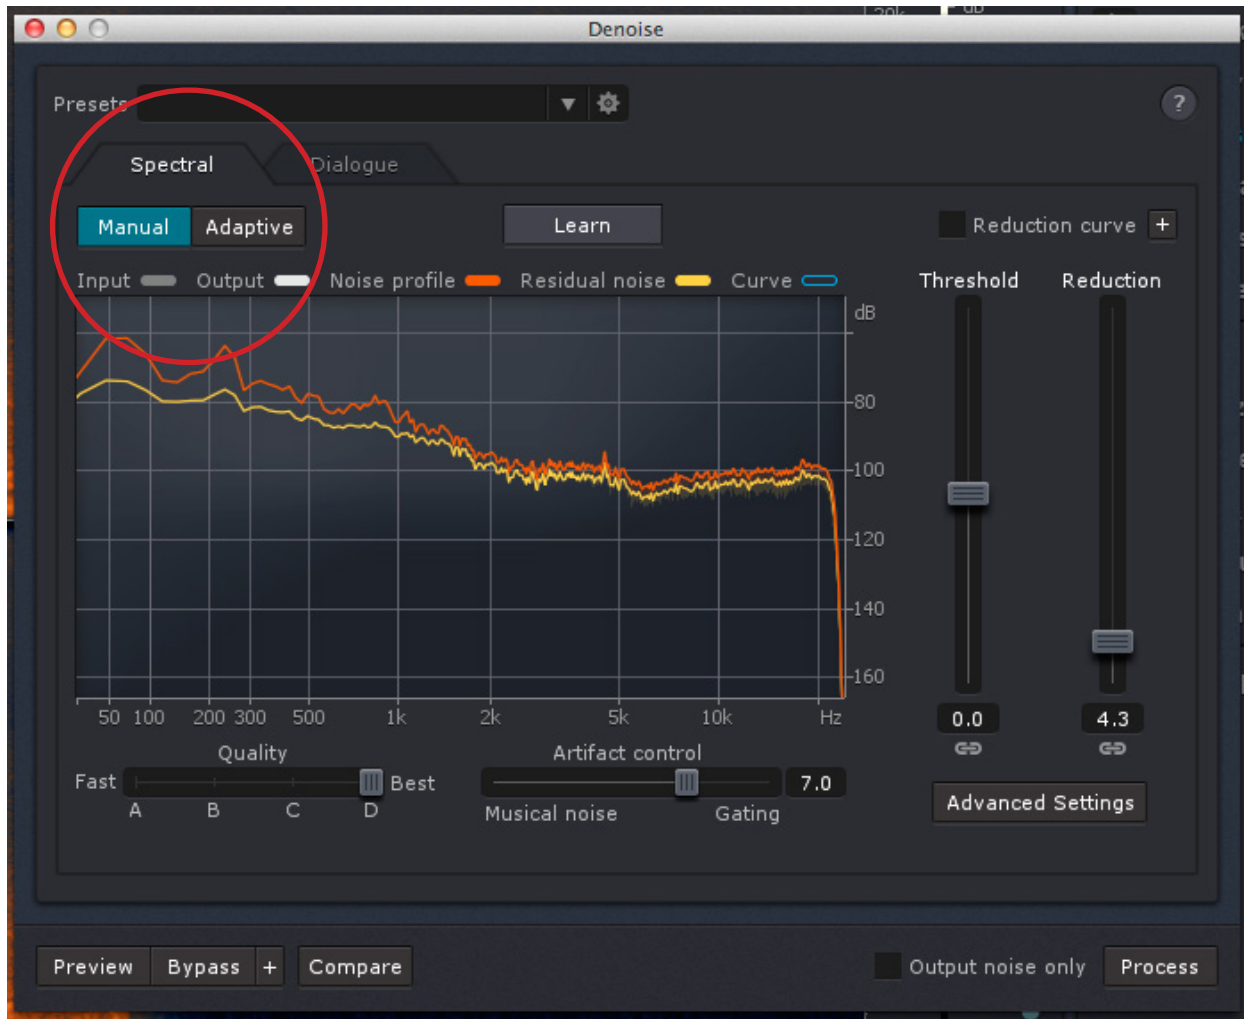 20k dB
Denoise
Presets
?
Spectral Dialogue
Manual Adaptive Learn Reduction curve +
Input Output Noise profile Residual noise Curve Threshold Reduction
dB
-80
-100
-120
-140
-160
50 100 200 300 500 1k 2k 5k 10k Hz
0.0 4.3
Quality Artifact control
Fast Best 7.0
A B C D Musical noise Gating
Advanced Settings
Preview Bypass + Compare Output noise only Process